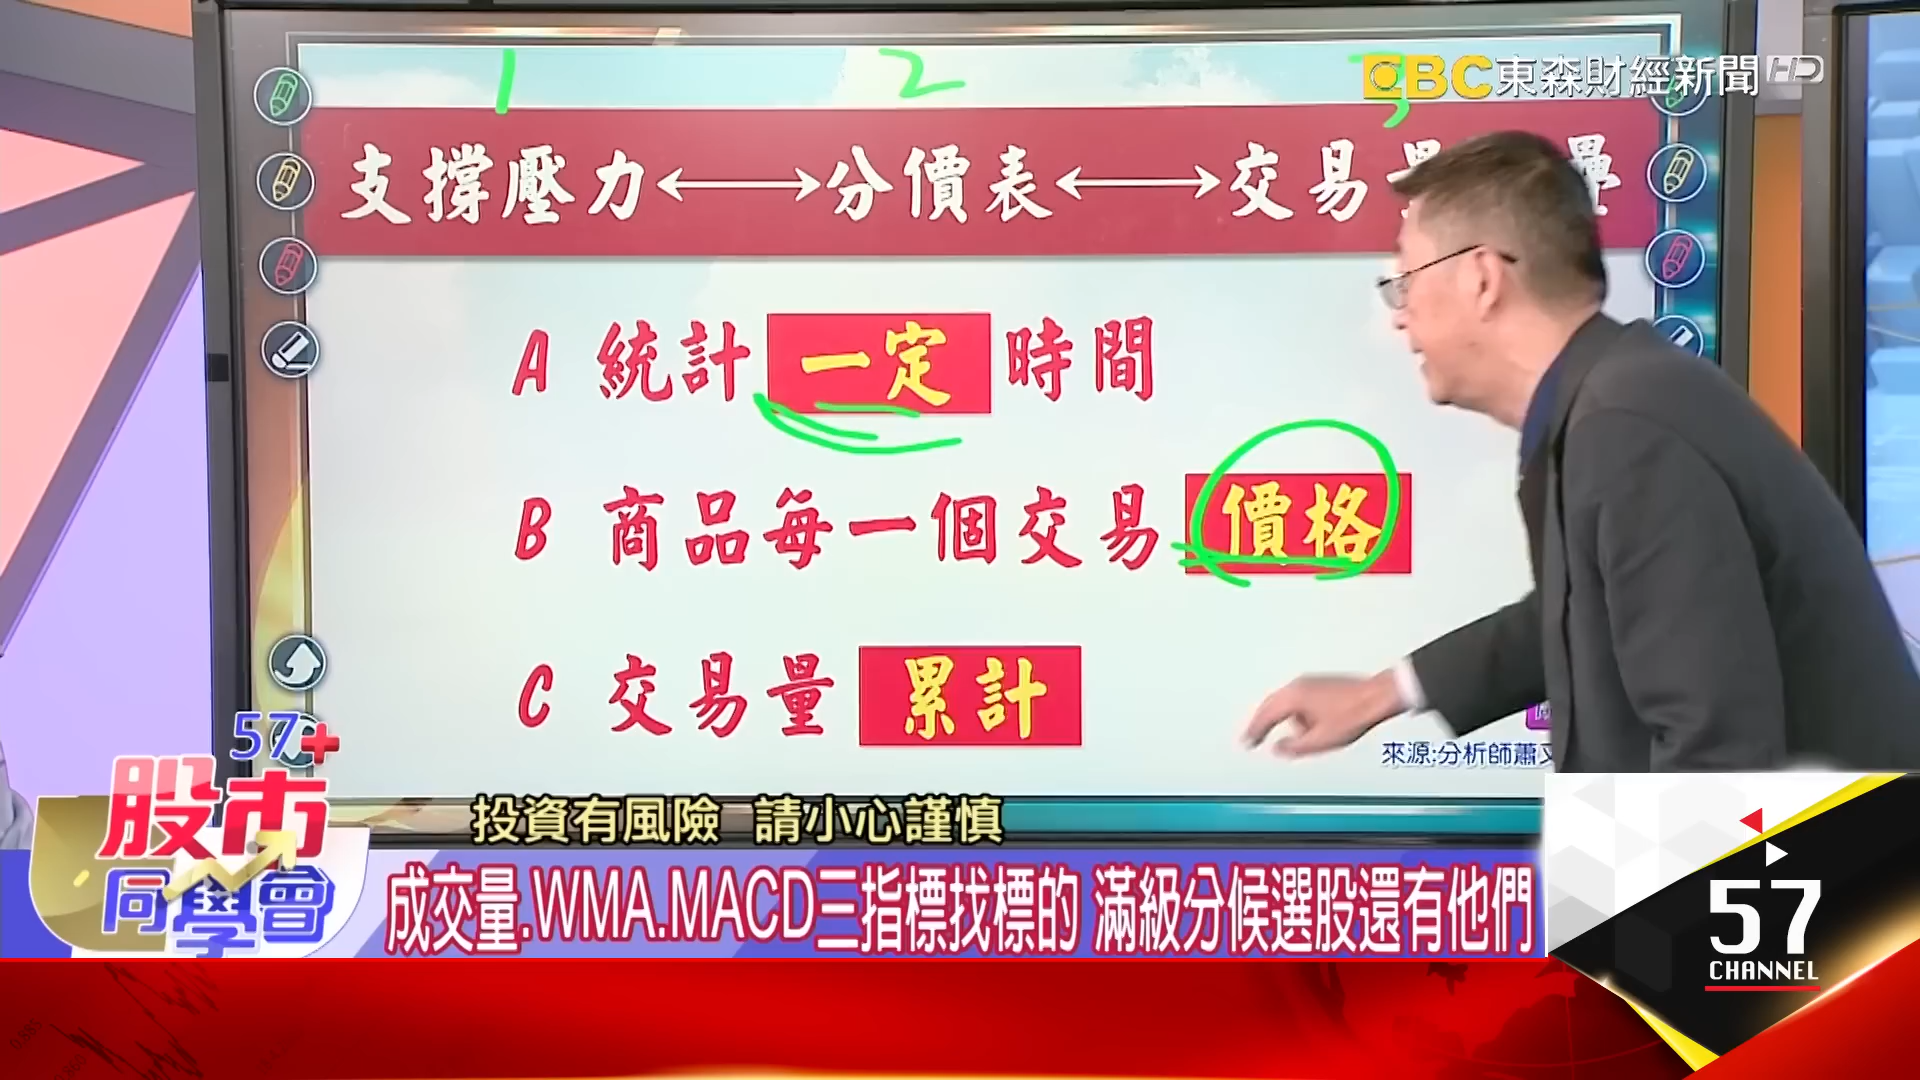 1 2 3
EBC東森財經新聞HD
支撐壓力⟷分價表⟷交易
A 統計 一定 時間
B 商品每一個交易 價格
C 交易量 累計
來源:分析師蕭
57+
股市
同學會
投資有風險 請小心謹慎
成交量.WMA.MACD三指標找標的 滿級分候選股還有他們
57
CHANNEL